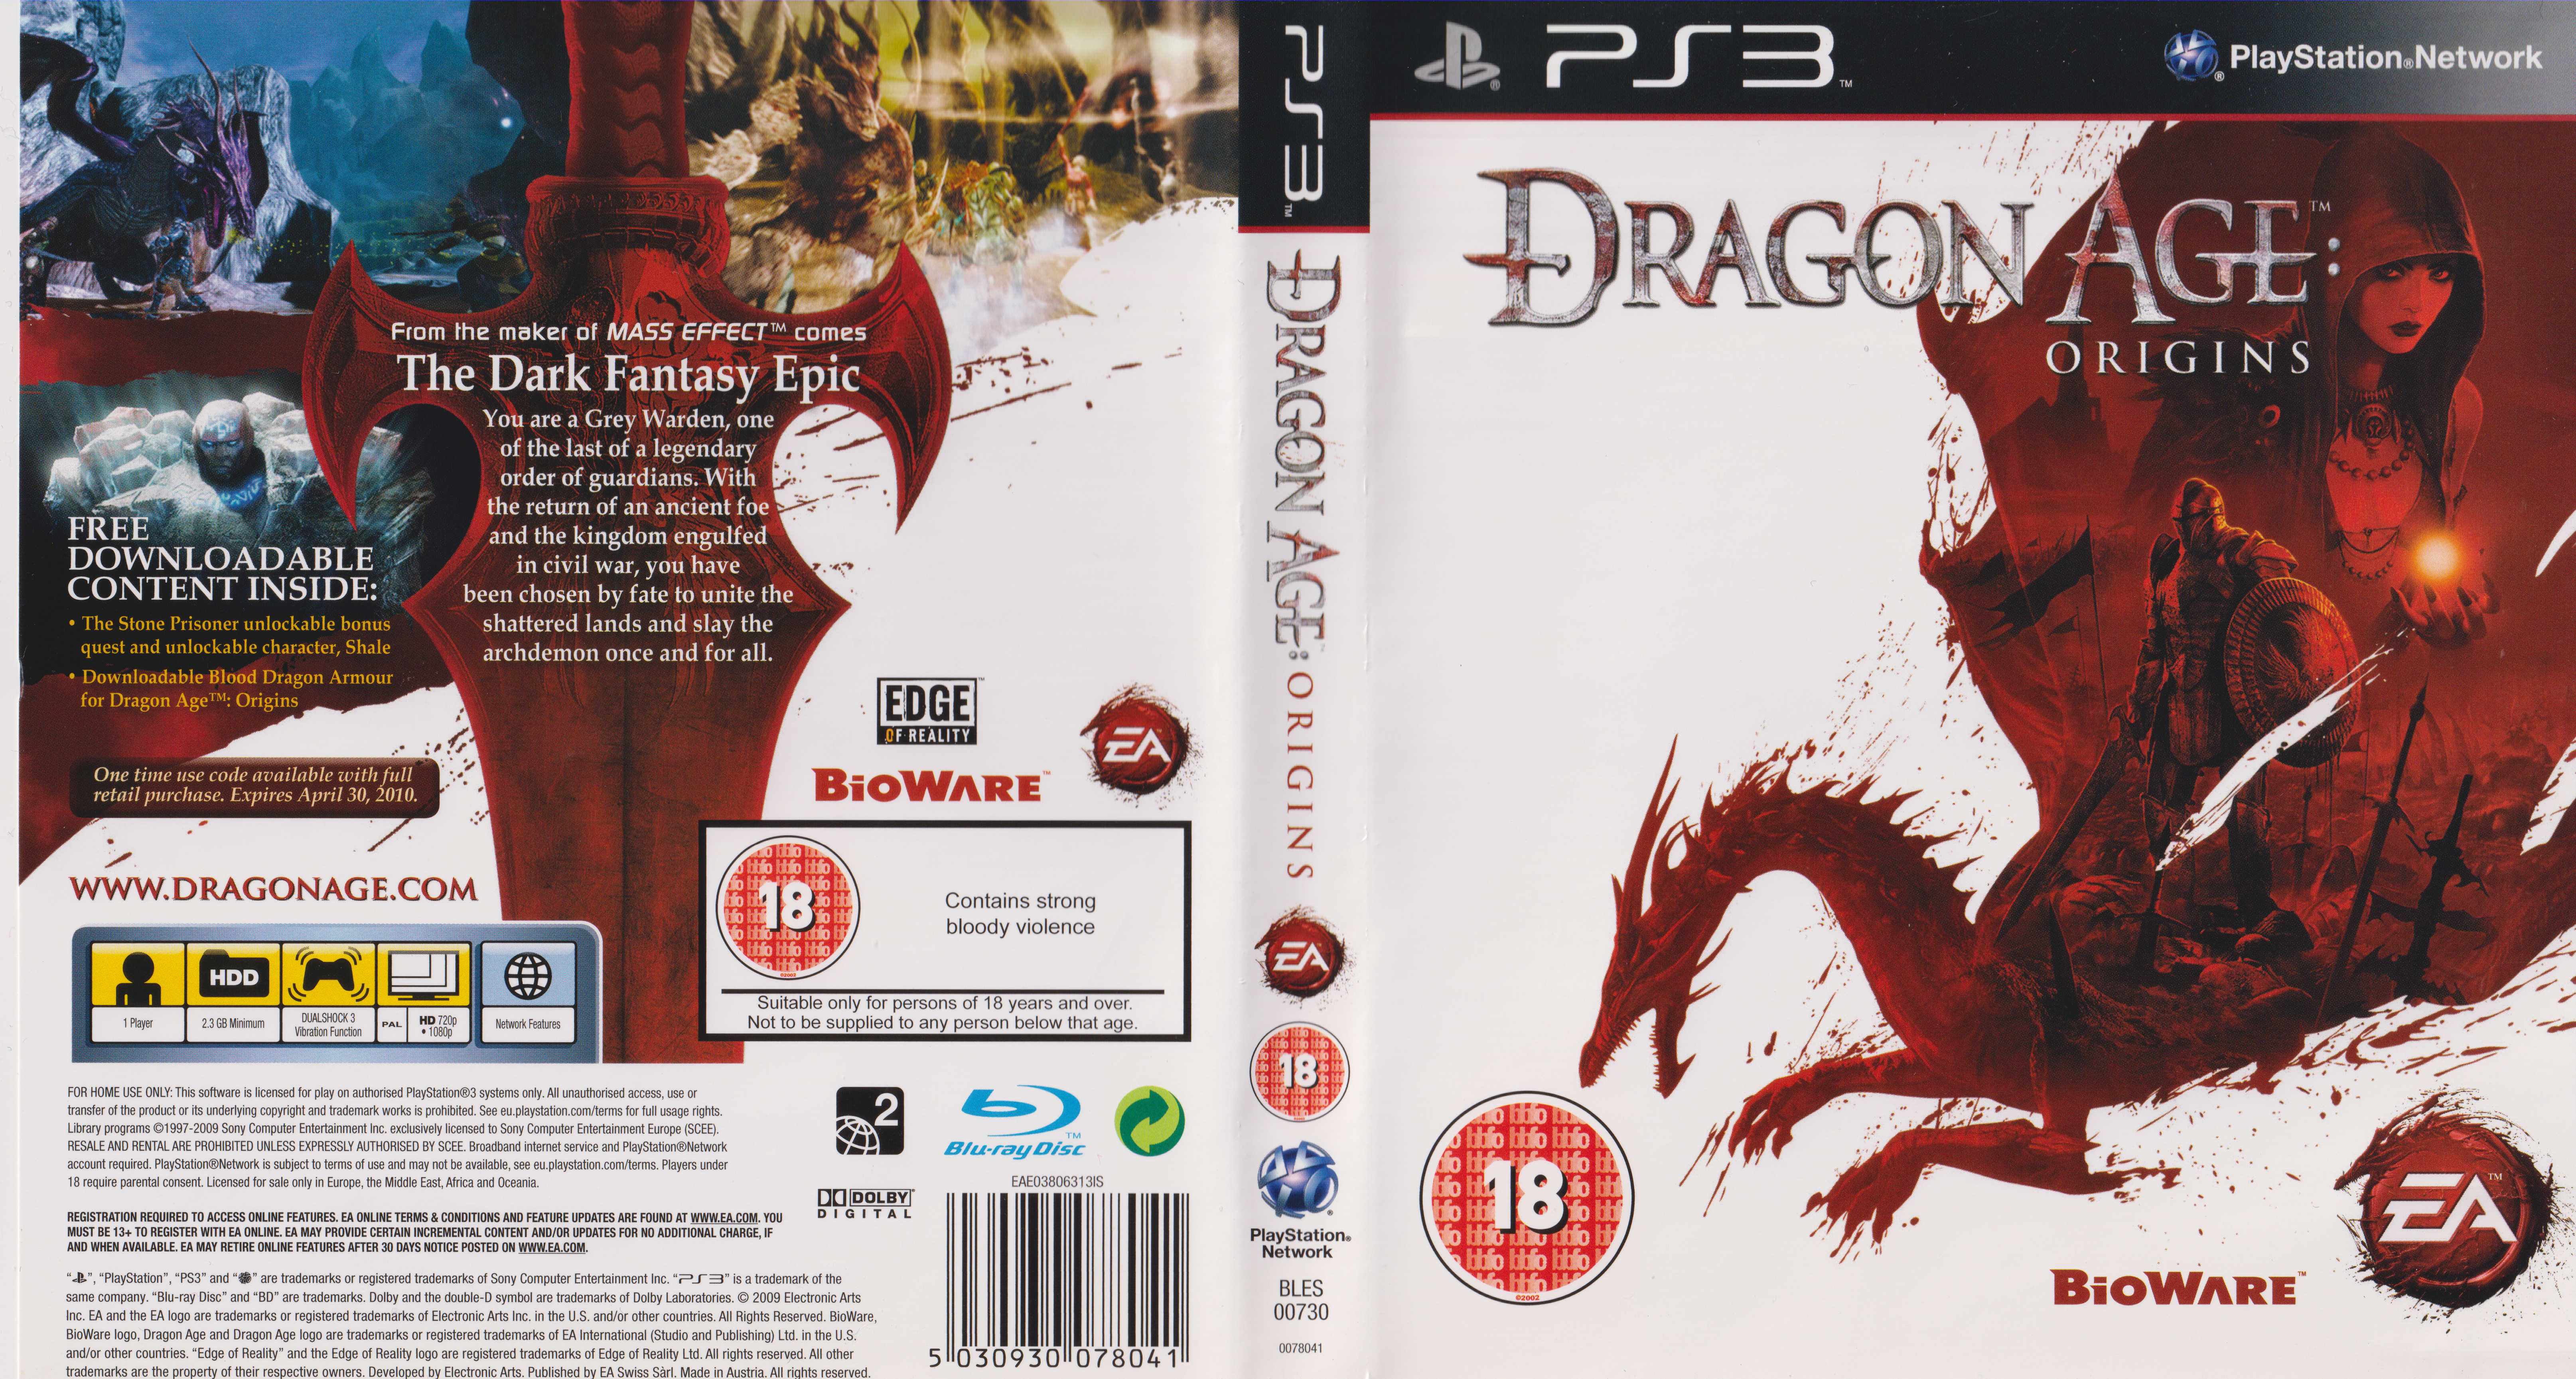 From the maker of MASS EFFECT™ comes
The Dark Fantasy Epic
You are a Grey Warden, one
of the last of a legendary
order of guardians. With
the return of an ancient foe
and the kingdom engulfed
in civil war, you have
been chosen by fate to unite the
shattered lands and slay the
archdemon once and for all.
FREE
DOWNLOADABLE
CONTENT INSIDE:
• The Stone Prisoner unlockable bonus
quest and unlockable character, Shale
• Downloadable Blood Dragon Armour
for Dragon Age™: Origins
One time use code available with full
retail purchase. Expires April 30, 2010.
WWW.DRAGONAGE.COM
EDGE™
OF REALITY
BIOWARE™
EA
18
©2002
Contains strong
bloody violence
Suitable only for persons of 18 years and over.
Not to be supplied to any person below that age.
HDD
1 Player
2.3 GB Minimum
DUALSHOCK 3
Vibration Function
PAL
HD 720p
• 1080p
Network Features
FOR HOME USE ONLY: This software is licensed for play on authorised PlayStation®3 systems only. All unauthorised access, use or
transfer of the product or its underlying copyright and trademark works is prohibited. See eu.playstation.com/terms for full usage rights.
Library programs ©1997-2009 Sony Computer Entertainment Inc. exclusively licensed to Sony Computer Entertainment Europe (SCEE).
RESALE AND RENTAL ARE PROHIBITED UNLESS EXPRESSLY AUTHORISED BY SCEE. Broadband internet service and PlayStation®Network
account required. PlayStation®Network is subject to terms of use and may not be available, see eu.playstation.com/terms. Players under
18 require parental consent. Licensed for sale only in Europe, the Middle East, Africa and Oceania.
REGISTRATION REQUIRED TO ACCESS ONLINE FEATURES. EA ONLINE TERMS & CONDITIONS AND FEATURE UPDATES ARE FOUND AT WWW.EA.COM. YOU
MUST BE 13+ TO REGISTER WITH EA ONLINE. EA MAY PROVIDE CERTAIN INCREMENTAL CONTENT AND/OR UPDATES FOR NO ADDITIONAL CHARGE, IF
AND WHEN AVAILABLE. EA MAY RETIRE ONLINE FEATURES AFTER 30 DAYS NOTICE POSTED ON WWW.EA.COM.
“ ”, “PlayStation”, “PS3” and “ ” are trademarks or registered trademarks of Sony Computer Entertainment Inc. “PS3” is a trademark of the
same company. “Blu-ray Disc” and “BD” are trademarks. Dolby and the double-D symbol are trademarks of Dolby Laboratories. © 2009 Electronic Arts
Inc. EA and the EA logo are trademarks or registered trademarks of Electronic Arts Inc. in the U.S. and/or other countries. All Rights Reserved. BioWare,
BioWare logo, Dragon Age and Dragon Age logo are trademarks or registered trademarks of EA International (Studio and Publishing) Ltd. in the U.S.
and/or other countries. “Edge of Reality” and the Edge of Reality logo are registered trademarks of Edge of Reality Ltd. All rights reserved. All other
trademarks are the property of their respective owners. Developed by Electronic Arts. Published by EA Swiss Sàrl. Made in Austria. All rights reserved.
2
Blu-ray Disc™
DOLBY
DIGITAL
EAE03806313IS
5 030930 078041
PS3™
DRAGON AGE: ORIGINS
EA
18
PlayStation®
Network
BLES
00730
0078041
PS3™
PlayStation®Network
DRAGON AGE:™
ORIGINS
18
©2002
BIOWARE™
EA™